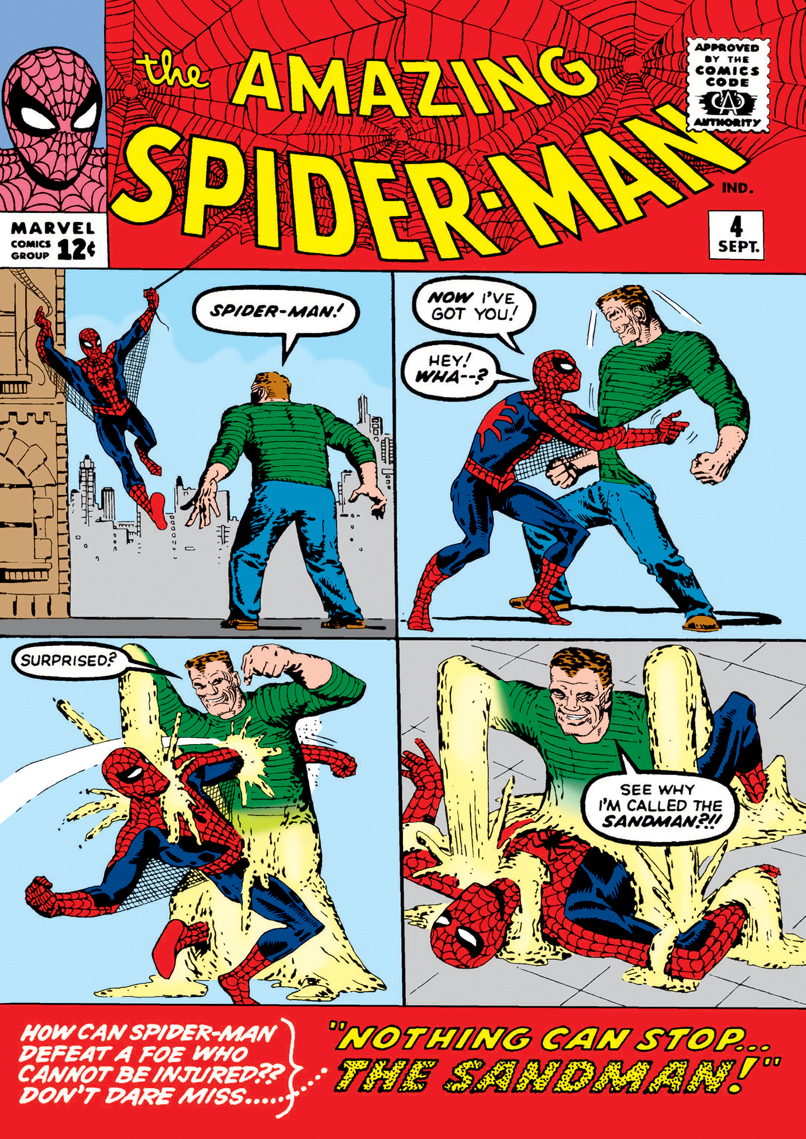 the AMAZING
SPIDER-MAN
APPROVED
BY THE
COMICS
CODE
CA
AUTHORITY
IND.
MARVEL
COMICS
GROUP 12¢
4
SEPT.
SPIDER-MAN!
NOW I'VE
GOT YOU!
HEY!
WHA--?
SURPRISED?
SEE WHY
I'M CALLED THE
SANDMAN?!!
HOW CAN SPIDER-MAN
DEFEAT A FOE WHO
CANNOT BE INJURED??
DON'T DARE MISS.....
"NOTHING CAN STOP...
THE SANDMAN!"